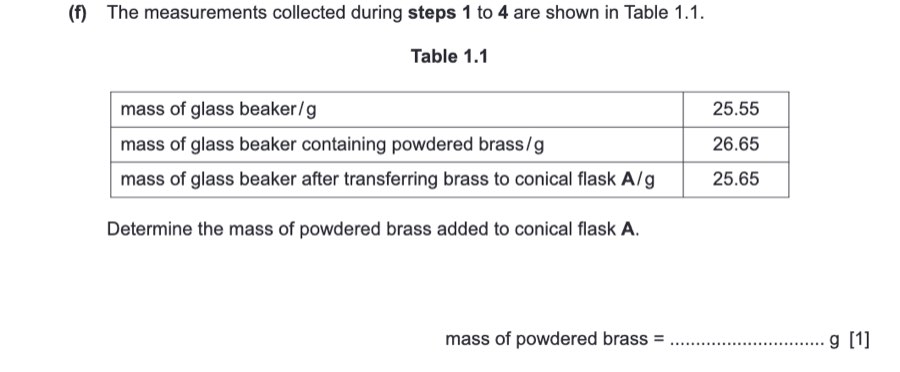 (f) The measurements collected during steps 1 to 4 are shown in Table 1.1.
Table 1.1
mass of glass beaker/g 25.55
mass of glass beaker containing powdered brass/g 26.65
mass of glass beaker after transferring brass to conical flask A/g 25.65
Determine the mass of powdered brass added to conical flask A.
mass of powdered brass = .............................. g [1]